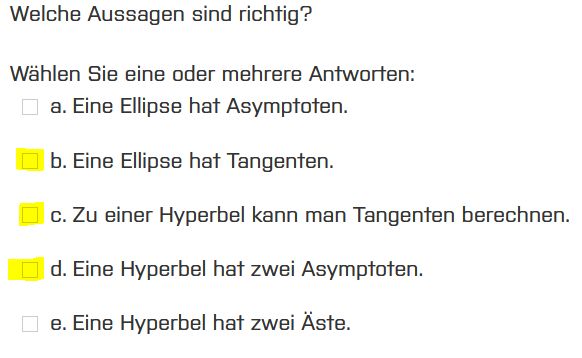 Welche Aussagen sind richtig?
Wählen Sie eine oder mehrere Antworten:
a. Eine Ellipse hat Asymptoten.
b. Eine Ellipse hat Tangenten.
c. Zu einer Hyperbel kann man Tangenten berechnen.
d. Eine Hyperbel hat zwei Asymptoten.
e. Eine Hyperbel hat zwei Äste.